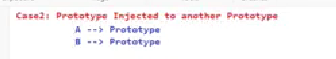 Case2: Prototype Injected to another Prototype
A --> Prototype
B --> Prototype